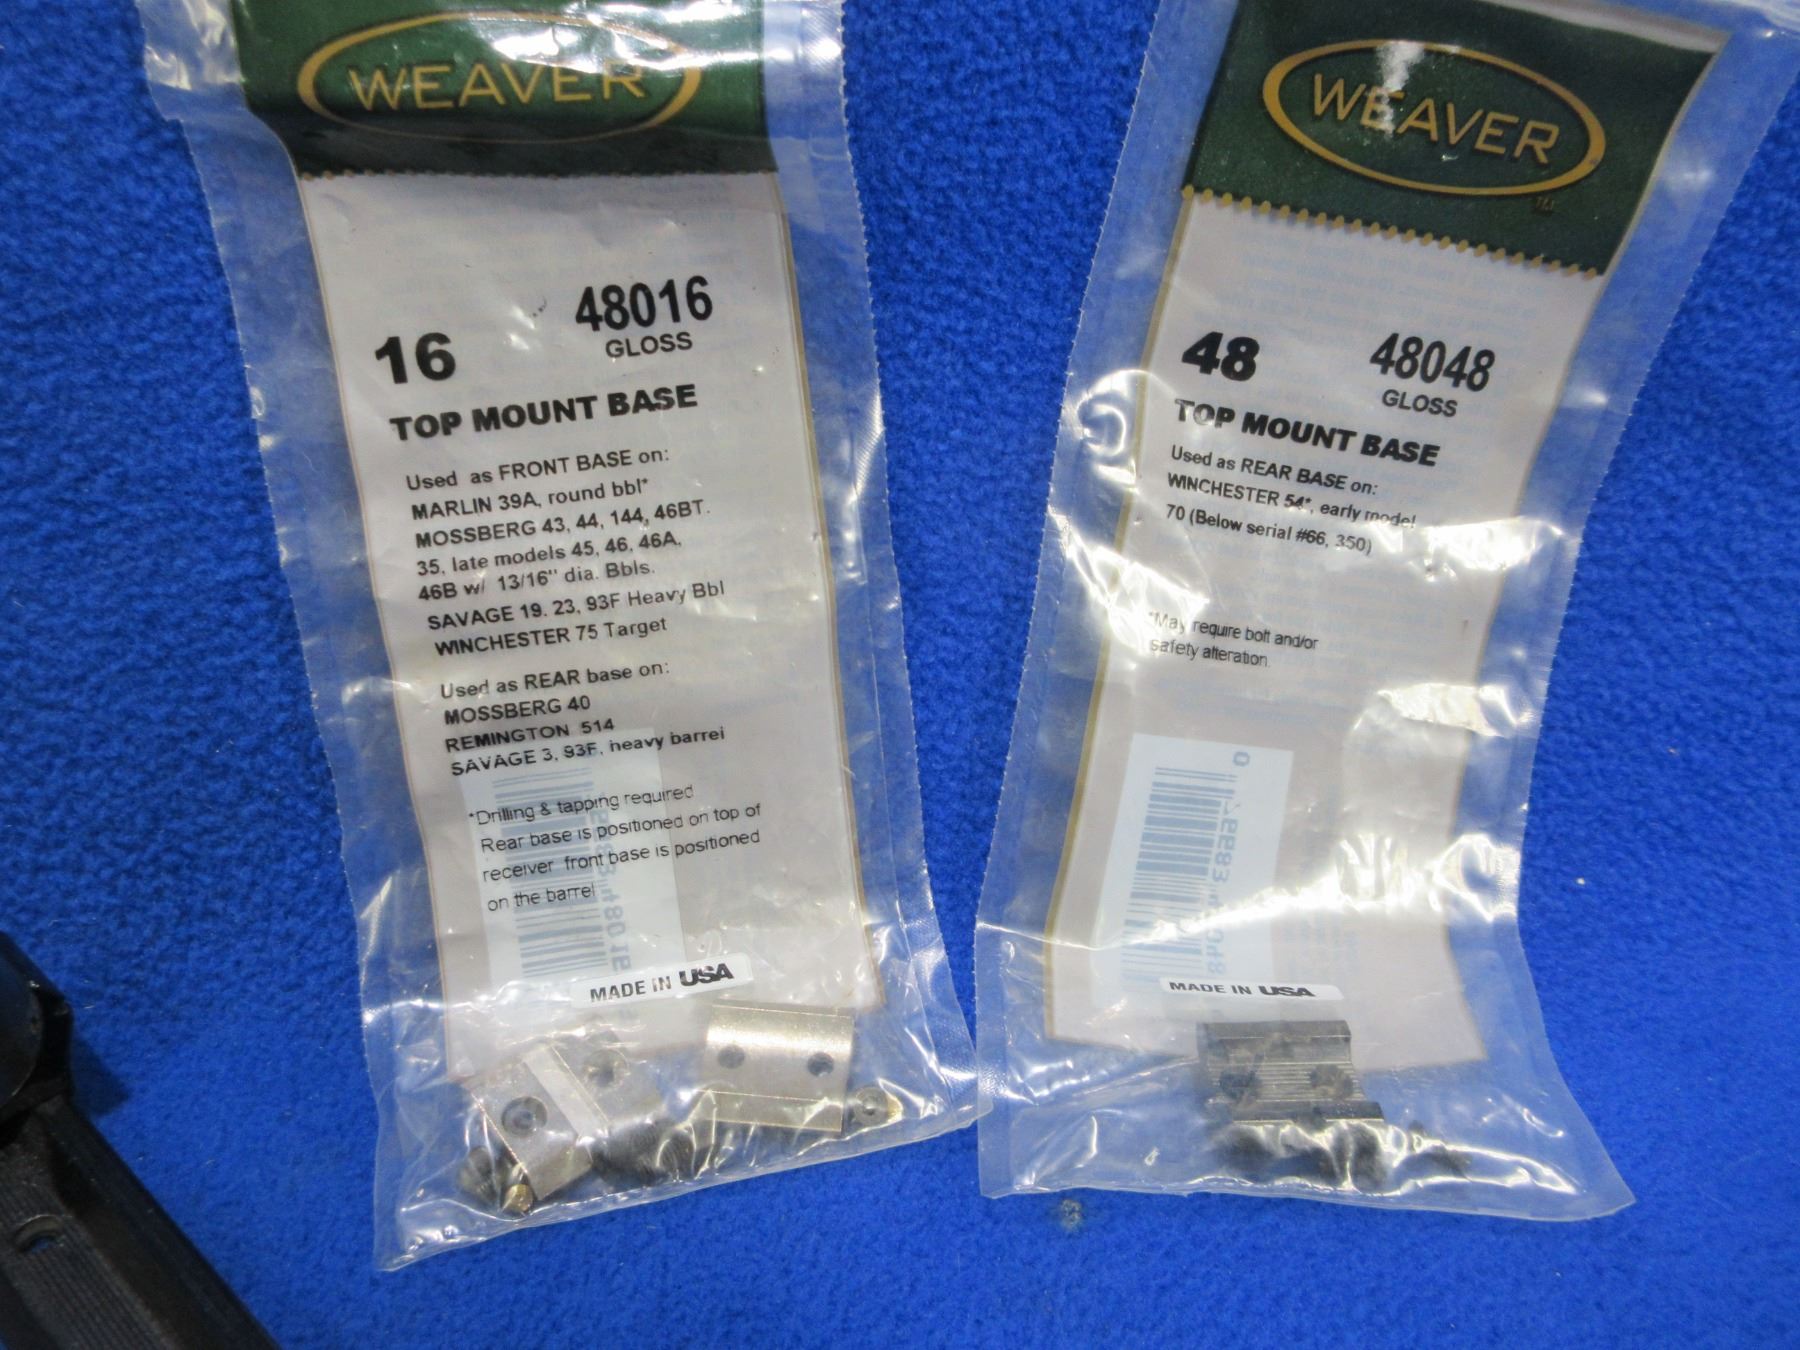 WEAVER
16 48016
GLOSS
TOP MOUNT BASE
Used as FRONT BASE on:
MARLIN 39A, round bbl*
MOSSBERG 43, 44, 144, 46BT.
35, late models 45, 46, 46A,
46B w/ 13/16" dia. Bbls.
SAVAGE 19. 23, 93F Heavy Bbl
WINCHESTER 75 Target
Used as REAR base on:
MOSSBERG 40
REMINGTON 514
SAVAGE 3, 93F, heavy barrel
*Drilling & tapping required
Rear base is positioned on top of
receiver front base is positioned
on the barrel
MADE IN USA
WEAVER
TM
48 48048
GLOSS
TOP MOUNT BASE
Used as REAR BASE on:
WINCHESTER 54*, early model
70 (Below serial #66, 350)
*May require bolt and/or
safety alteration.
MADE IN USA